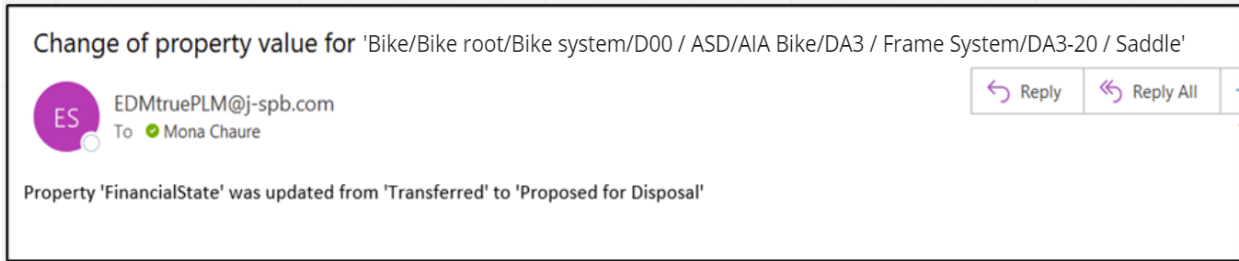 Change of property value for 'Bike/Bike root/Bike system/D00 / ASD/AIA Bike/DA3 / Frame System/DA3-20 / Saddle'
ES
EDMtruePLM@j-spb.com
To Mona Chaure
Reply
Reply All
Property 'FinancialState' was updated from 'Transferred' to 'Proposed for Disposal'